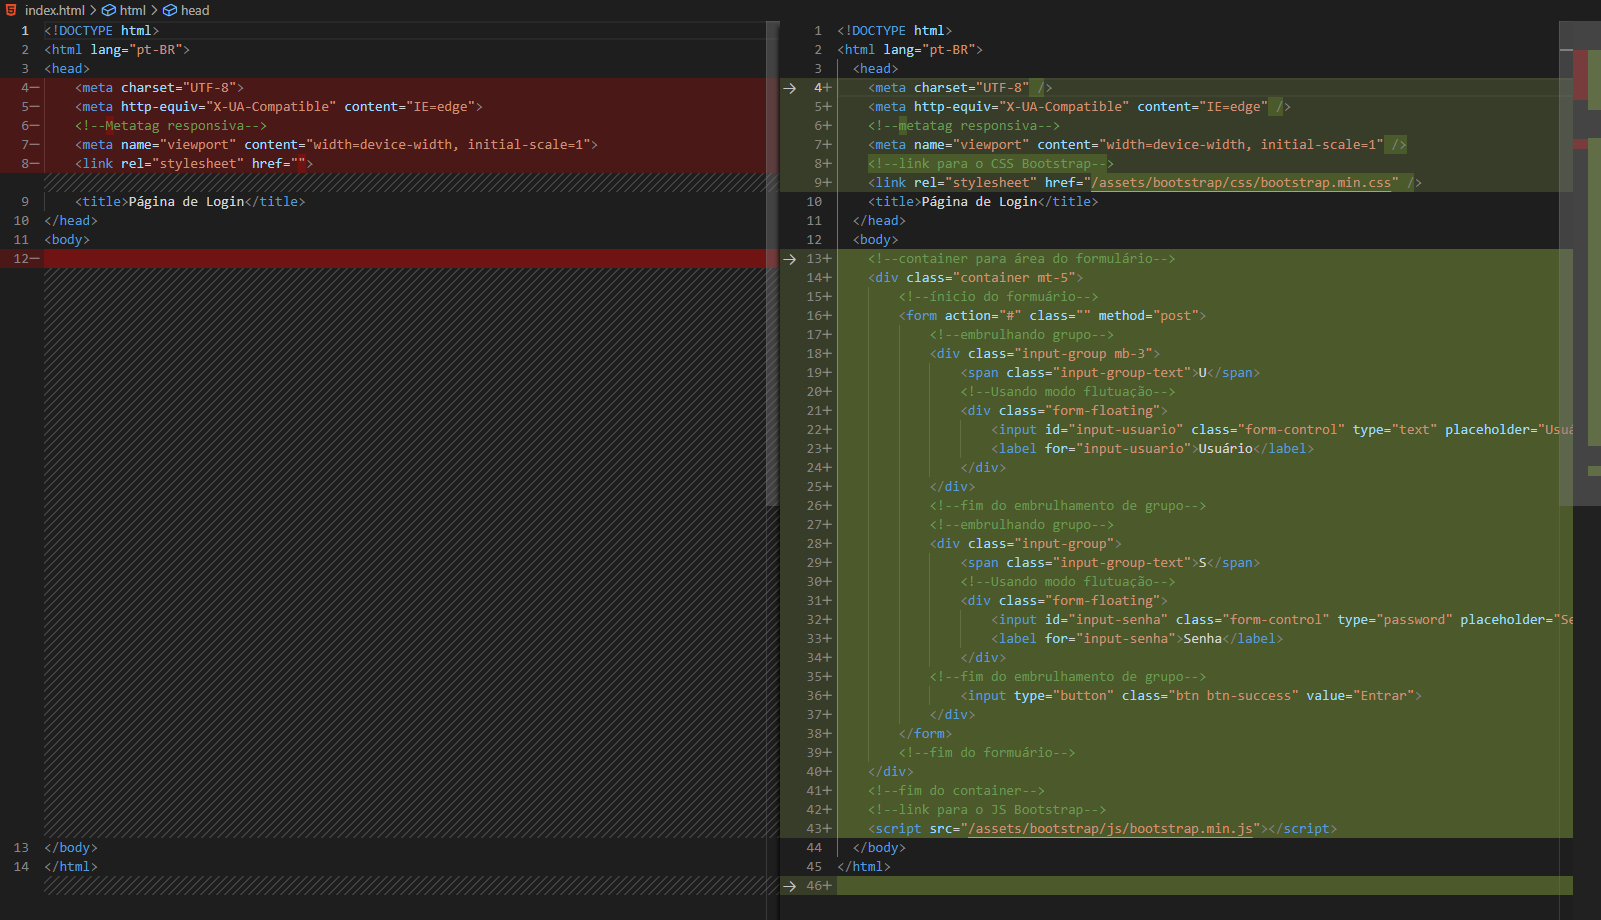 index.html > html > head
1 <!DOCTYPE html>
2 <html lang="pt-BR">
3 <head>
4— <meta charset="UTF-8">
5— <meta http-equiv="X-UA-Compatible" content="IE=edge">
6— <!--Metatag responsiva-->
7— <meta name="viewport" content="width=device-width, initial-scale=1">
8— <link rel="stylesheet" href="">
9 <title>Página de Login</title>
10 </head>
11 <body>
12—
13 </body>
14 </html>
1 <!DOCTYPE html>
2 <html lang="pt-BR">
3 <head>
4+ <meta charset="UTF-8" />
5+ <meta http-equiv="X-UA-Compatible" content="IE=edge" />
6+ <!--metatag responsiva-->
7+ <meta name="viewport" content="width=device-width, initial-scale=1" />
8+ <!--link para o CSS Bootstrap-->
9+ <link rel="stylesheet" href="/assets/bootstrap/css/bootstrap.min.css" />
10 <title>Página de Login</title>
11 </head>
12 <body>
13+ <!--container para área do formulário-->
14+ <div class="container mt-5">
15+ <!--ínicio do formuário-->
16+ <form action="#" class="" method="post">
17+ <!--embrulhando grupo-->
18+ <div class="input-group mb-3">
19+ <span class="input-group-text">U</span>
20+ <!--Usando modo flutuação-->
21+ <div class="form-floating">
22+ <input id="input-usuario" class="form-control" type="text" placeholder="Usuá
23+ <label for="input-usuario">Usuário</label>
24+ </div>
25+ </div>
26+ <!--fim do embrulhamento de grupo-->
27+ <!--embrulhando grupo-->
28+ <div class="input-group">
29+ <span class="input-group-text">S</span>
30+ <!--Usando modo flutuação-->
31+ <div class="form-floating">
32+ <input id="input-senha" class="form-control" type="password" placeholder="Se
33+ <label for="input-senha">Senha</label>
34+ </div>
35+ <!--fim do embrulhamento de grupo-->
36+ <input type="button" class="btn btn-success" value="Entrar">
37+ </div>
38+ </form>
39+ <!--fim do formuário-->
40+ </div>
41+ <!--fim do container-->
42+ <!--link para o JS Bootstrap-->
43+ <script src="/assets/bootstrap/js/bootstrap.min.js"></script>
44 </body>
45 </html>
46+